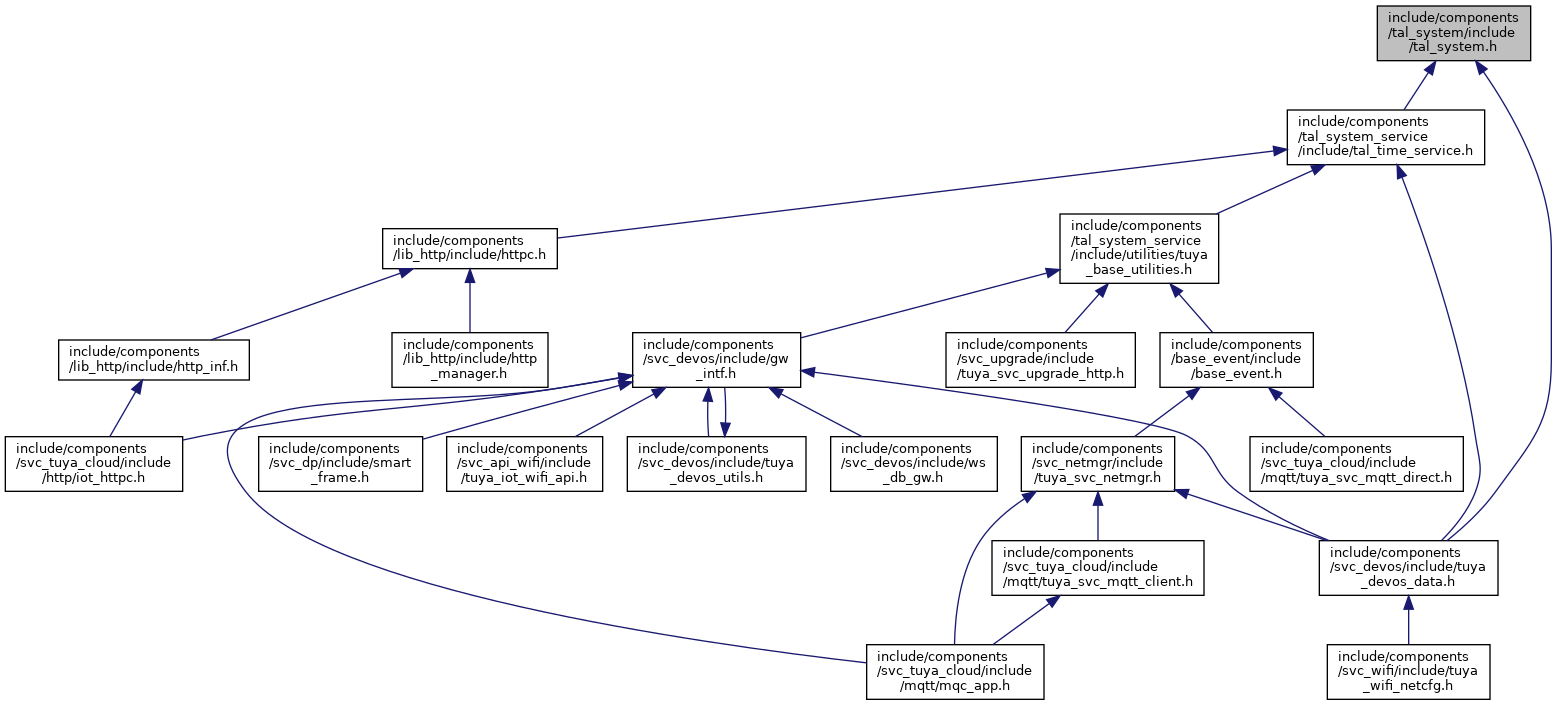 include/components
/tal_system/include
/tal_system.h
include/components
/tal_system_service
/include/tal_time_service.h
include/components
/lib_http/include/httpc.h
include/components
/tal_system_service
/include/utilities/tuya
_base_utilities.h
include/components
/lib_http/include/http_inf.h
include/components
/lib_http/include/http
_manager.h
include/components
/svc_devos/include/gw
_intf.h
include/components
/svc_upgrade/include
/tuya_svc_upgrade_http.h
include/components
/base_event/include
/base_event.h
include/components
/svc_tuya_cloud/include
/http/iot_httpc.h
include/components
/svc_dp/include/smart
_frame.h
include/components
/svc_api_wifi/include
/tuya_iot_wifi_api.h
include/components
/svc_devos/include/tuya
_devos_utils.h
include/components
/svc_devos/include/ws
_db_gw.h
include/components
/svc_netmgr/include
/tuya_svc_netmgr.h
include/components
/svc_tuya_cloud/include
/mqtt/tuya_svc_mqtt_direct.h
include/components
/svc_tuya_cloud/include
/mqtt/tuya_svc_mqtt_client.h
include/components
/svc_devos/include/tuya
_devos_data.h
include/components
/svc_tuya_cloud/include
/mqtt/mqc_app.h
include/components
/svc_wifi/include/tuya
_wifi_netcfg.h